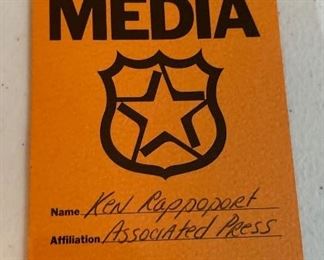 MEDIA
Name Ken Rappoport
Affiliation Associated Press